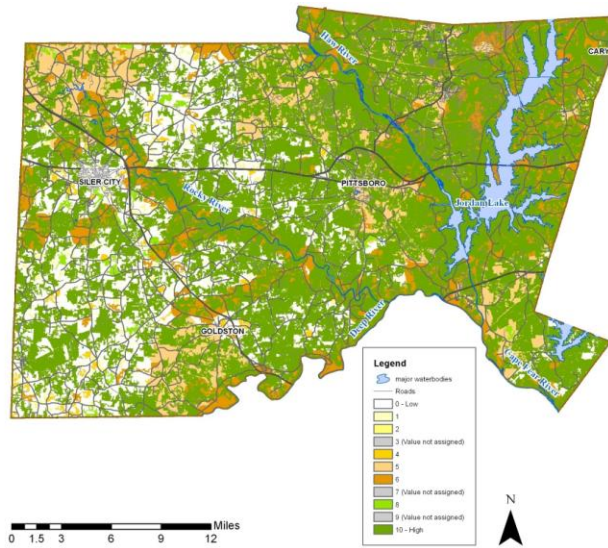 Haw River
CARY
SILER CITY
PITTSBORO
Rocky River
Jordan Lake
GOLDSTON
Deep River
Cape Fear River
Legend
major waterbodies
Roads
0 - Low
1
2
3 (Value not assigned)
4
5
6
7 (Value not assigned)
8
9 (Value not assigned)
10 - High
N
Miles
0 1.5 3 6 9 12